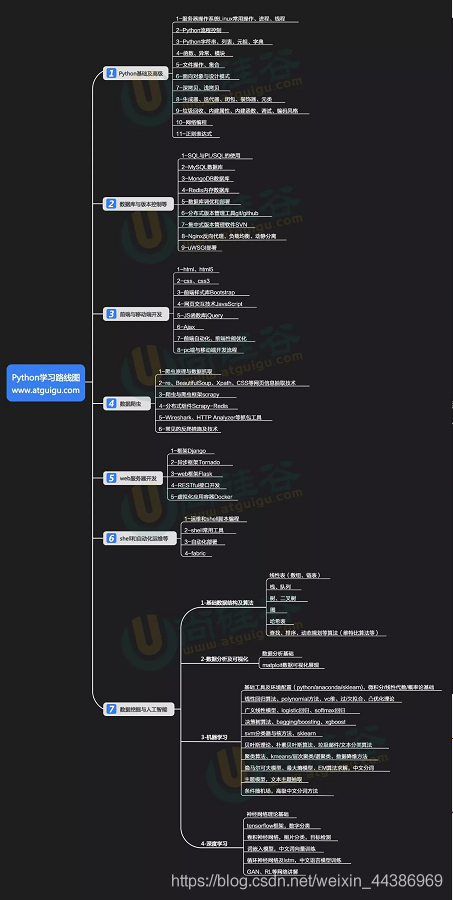 Python学习路线图
www.atguigu.com
1 Python基础及高级
1-服务器操作系统Linux常用操作、进程、线程
2-Python流程控制
3-Python字符串、列表、元组、字典
4-函数、异常、模块
5-文件操作、集合
6-面向对象与设计模式
7-深拷贝、浅拷贝
8-生成器、迭代器、闭包、装饰器、元类
9-垃圾回收、内建属性、内建函数、调试、编码风格
10-网络编程
11-正则表达式
2 数据库与版本控制等
1-SQL与PL/SQL的使用
2-MySQL数据库
3-MongoDB数据库
4-Redis内存数据库
5-数据库调优和部署
6-分布式版本管理工具git/github
7-集中式版本管理软件SVN
8-Nginx反向代理、负载均衡、动静分离
9-uWSGI部署
3 前端与移动端开发
1-html、html5
2-css、css3
3-前端样式库Bootstrap
4-网页交互技术JavaScript
5-JS函数库jQuery
6-Ajax
7-前端自动化、前端性能优化
8-pc端与移动端开发流程
4 数据爬虫
1-爬虫原理与数据抓取
2-re、BeautifulSoup、Xpath、CSS等网页信息抽取技术
3-爬虫与爬虫框架scrapy
4-分布式组件Scrapy-Redis
5-Wireshark、HTTP Analyzer等抓包工具
6-常见的反爬措施及技术
5 web服务器开发
1-框架Django
2-异步框架Tornado
3-web框架Flask
4-RESTful接口开发
5-虚拟化应用容器Docker
6 shell和自动化运维等
1-运维和shell脚本编程
2-shell常用工具
3-自动化部署
4-fabric
7 数据挖掘与人工智能
1-基础数据结构及算法
线性表（数组、链表）
栈、队列
树、二叉树
图
哈希表
查找、排序、动态规划等算法（维特比算法等）
2-数据分析及可视化
数据分析基础
matplot数据可视化展现
3-机器学习
基础工具及环境配置（python/anaconda/sklearn）、微积分/线性代数/概率论基础
线性回归算法、polynomial方法、vc维、过/欠拟合、凸优化理论
广义线性模型、logistic回归、softmax回归
决策树算法、bagging/boosting、xgboost
svm分类器与核方法、sklearn
贝叶斯理论、朴素贝叶斯算法、垃圾邮件/文本分类算法
聚类算法、kmeans/层次聚类/谱聚类、数据降维方法
隐马尔可夫模型、最大熵模型、EM算法求解、中文分词
主题模型、文本主题抽取
条件随机场、高级中文分词方法
4-深度学习
神经网络理论基础
tensorflow框架、数字分类
卷积神经网络、图片分类、目标检测
词嵌入模型、中文词向量训练
循环神经网络及lstm、中文语言模型训练
GAN、RL等网络讲解
尚硅谷
www.atguigu.com
https://blog.csdn.net/weixin_44386969